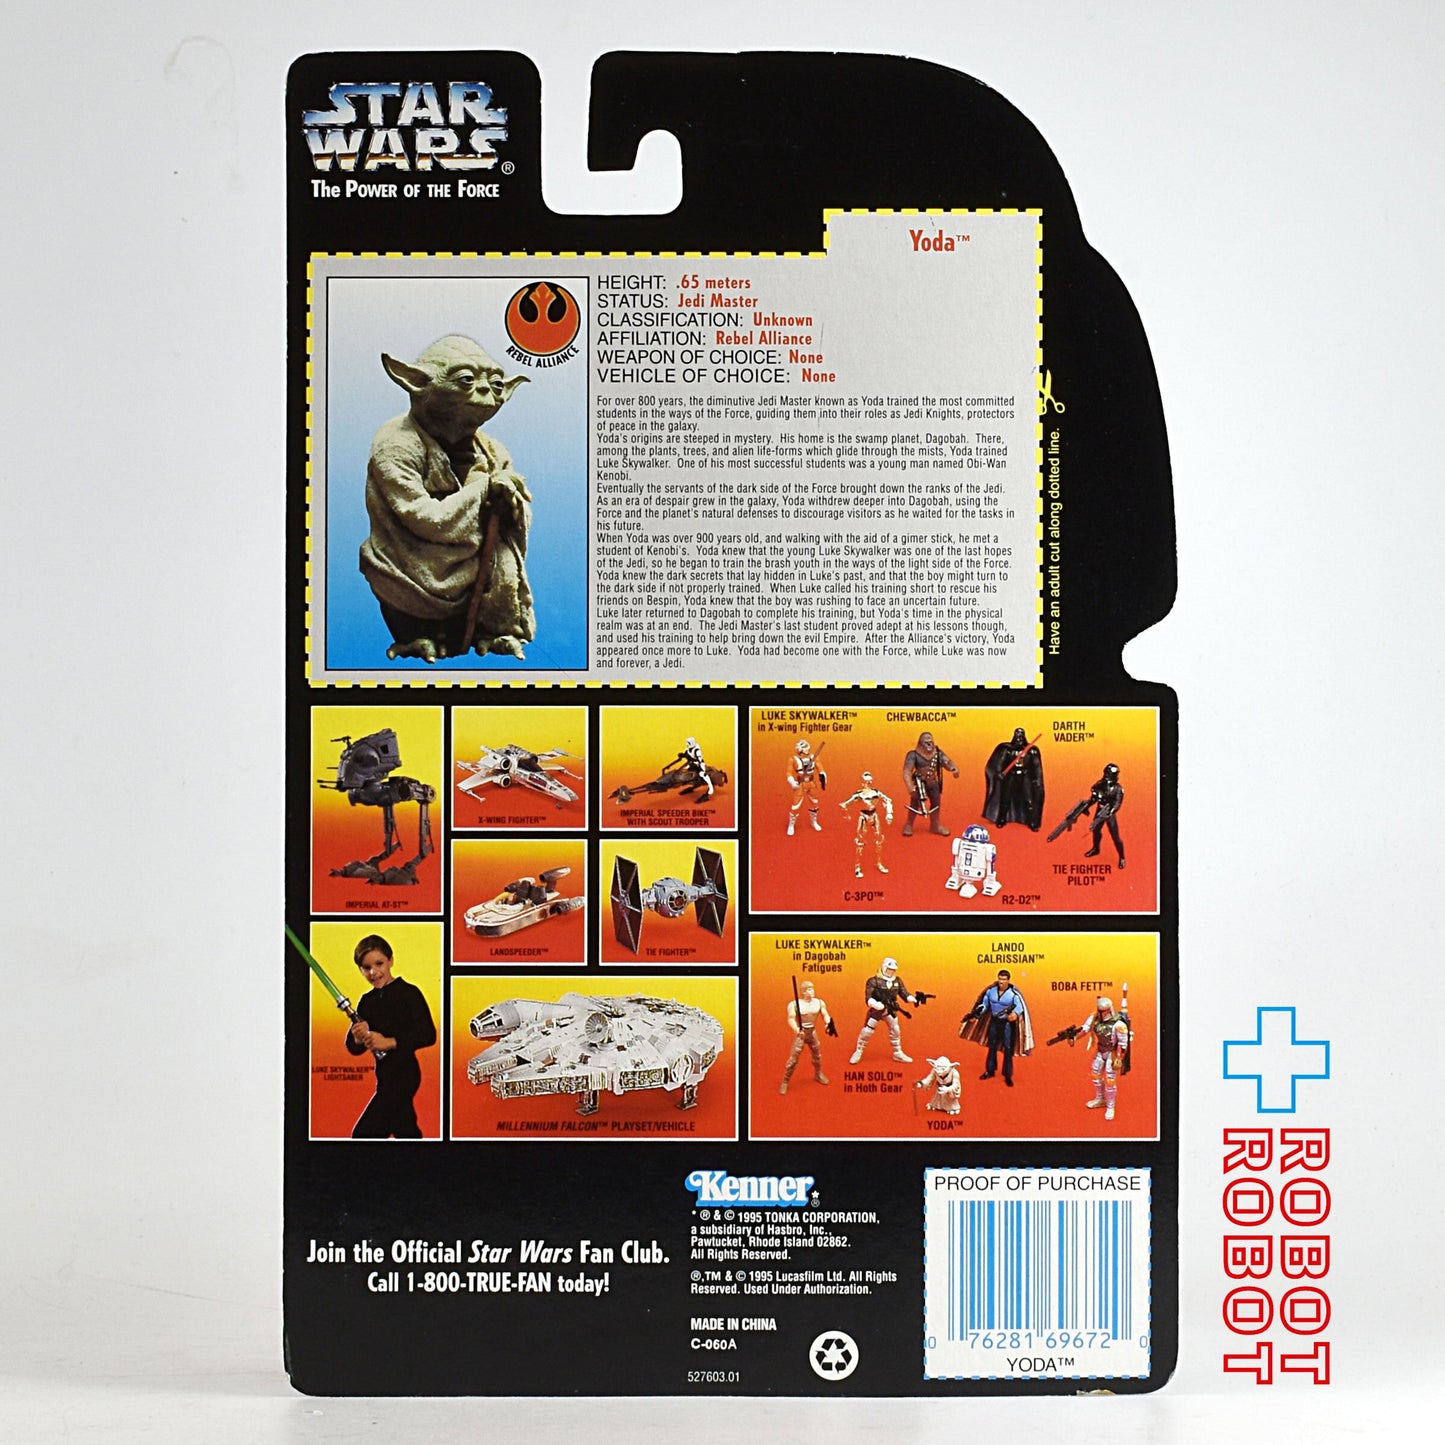 STAR
WARS®
The Power of the Force
Yoda™
REBEL ALLIANCE
HEIGHT: .65 meters
STATUS: Jedi Master
CLASSIFICATION: Unknown
AFFILIATION: Rebel Alliance
WEAPON OF CHOICE: None
VEHICLE OF CHOICE: None
For over 800 years, the diminutive Jedi Master known as Yoda trained the most committed
students in the ways of the Force, guiding them into their roles as Jedi Knights, protectors
of peace in the galaxy.
Yoda's origins are steeped in mystery. His home is the swamp planet, Dagobah. There,
among the plants, trees, and alien life-forms which glide through the mists, Yoda trained
Luke Skywalker. One of his most successful students was a young man named Obi-Wan
Kenobi.
Eventually the servants of the dark side of the Force brought down the ranks of the Jedi.
As an era of despair grew in the galaxy, Yoda withdrew deeper into Dagobah, using the
Force and the planet's natural defenses to discourage visitors as he waited for the tasks in
his future.
When Yoda was over 900 years old, and walking with the aid of a gimer stick, he met a
student of Kenobi's. Yoda knew that the young Luke Skywalker was one of the last hopes
of the Jedi, so he began to train the brash youth in the ways of the light side of the Force.
Yoda knew the dark secrets that lay hidden in Luke's past, and that the boy might turn to
the dark side if not properly trained. When Luke called his training short to rescue his
friends on Bespin, Yoda knew that the boy was rushing to face an uncertain future.
Luke later returned to Dagobah to complete his training, but Yoda's time in the physical
realm was at an end. The Jedi Master's last student proved adept at his lessons though,
and used his training to help bring down the evil Empire. After the Alliance's victory, Yoda
appeared once more to Luke. Yoda had become one with the Force, while Luke was now
and forever, a Jedi.
Have an adult cut along dotted line.
IMPERIAL AT-ST™
X-WING FIGHTER™
IMPERIAL SPEEDER BIKE™
WITH SCOUT TROOPER
LANDSPEEDER™
TIE FIGHTER™
LUKE SKYWALKER™
LIGHTSABER
MILLENNIUM FALCON™ PLAYSET/VEHICLE
LUKE SKYWALKER™
in X-wing Fighter Gear
CHEWBACCA™
DARTH
VADER™
C-3PO™
R2-D2™
TIE FIGHTER
PILOT™
LUKE SKYWALKER™
in Dagobah
Fatigues
LANDO
CALRISSIAN™
BOBA FETT™
HAN SOLO™
in Hoth Gear
YODA™
Join the Official Star Wars Fan Club.
Call 1-800-TRUE-FAN today!
Kenner®*
* ® & © 1995 TONKA CORPORATION,
a subsidiary of Hasbro, Inc.,
Pawtucket, Rhode Island 02862.
All Rights Reserved.
®,TM & © 1995 Lucasfilm Ltd. All Rights
Reserved. Used Under Authorization.
MADE IN CHINA
C-060A
527603.01
PROOF OF PURCHASE
0 76281 69672 0
YODA™
ROBOT
ROBOT